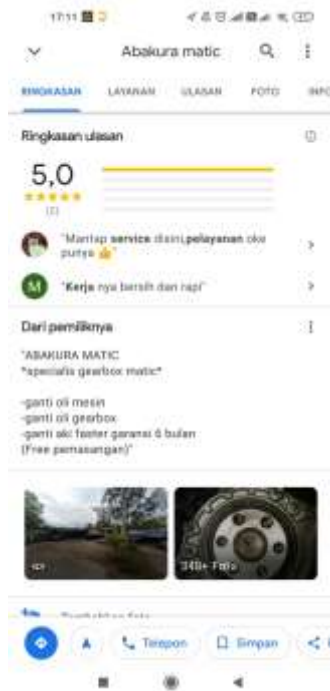 17:11
Abakura matic
RINGKASAN LAYANAN ULASAN FOTO
Ringkasan ulasan
5,0
"Mantap service disini,pelayanan oke
punya 👍"
M
"Kerja nya bersih dan rapi"
Dari pemiliknya
"ABAKURA MATIC
*specialis gearbox matic*
-ganti oli mesin
-ganti oli gearbox
-ganti aki faster garansi 6 bulan
(Free pemasangan)"
348+ Foto
Telepon
Simpan